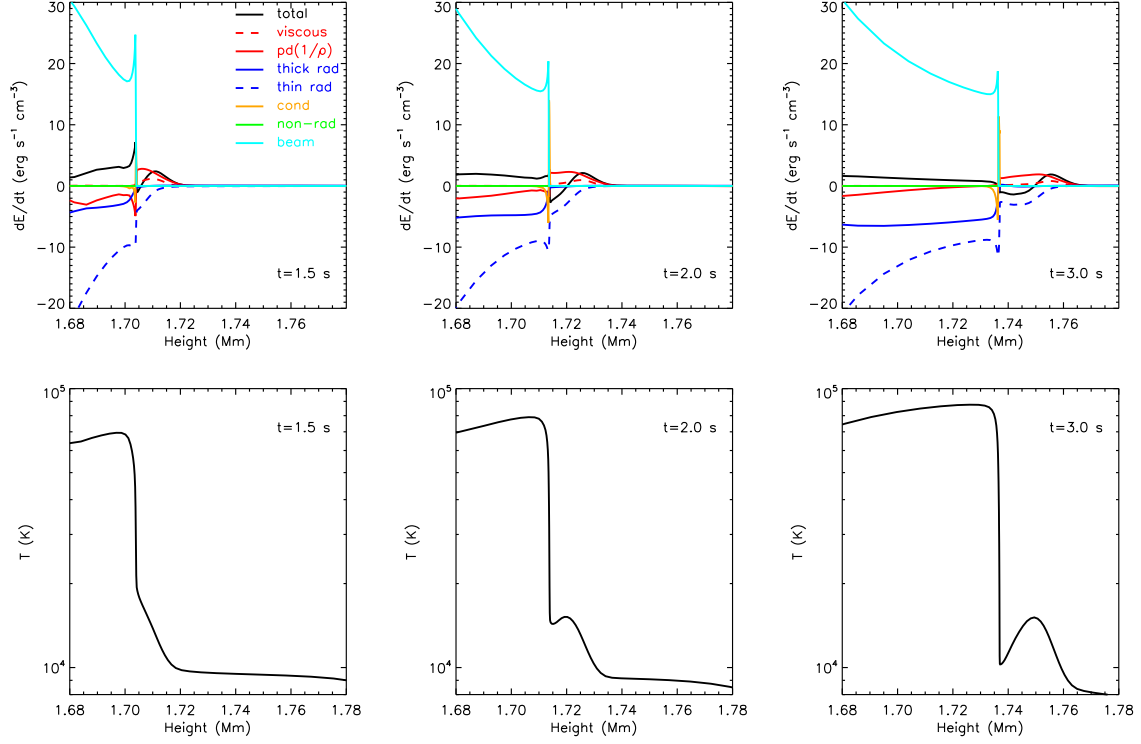 30
20
10
0
−10
−20
dE/dt (erg s⁻¹ cm⁻³)
total
viscous
pd(1/ρ)
thick rad
thin rad
cond
non−rad
beam
t=1.5 s
1.68 1.70 1.72 1.74 1.76
Height (Mm)
30
20
10
0
−10
−20
dE/dt (erg s⁻¹ cm⁻³)
t=2.0 s
1.68 1.70 1.72 1.74 1.76
Height (Mm)
30
20
10
0
−10
−20
dE/dt (erg s⁻¹ cm⁻³)
t=3.0 s
1.68 1.70 1.72 1.74 1.76
Height (Mm)
10⁵
10⁴
T (K)
t=1.5 s
1.68 1.70 1.72 1.74 1.76 1.78
Height (Mm)
10⁵
10⁴
T (K)
t=2.0 s
1.68 1.70 1.72 1.74 1.76 1.78
Height (Mm)
10⁵
10⁴
T (K)
t=3.0 s
1.68 1.70 1.72 1.74 1.76 1.78
Height (Mm)